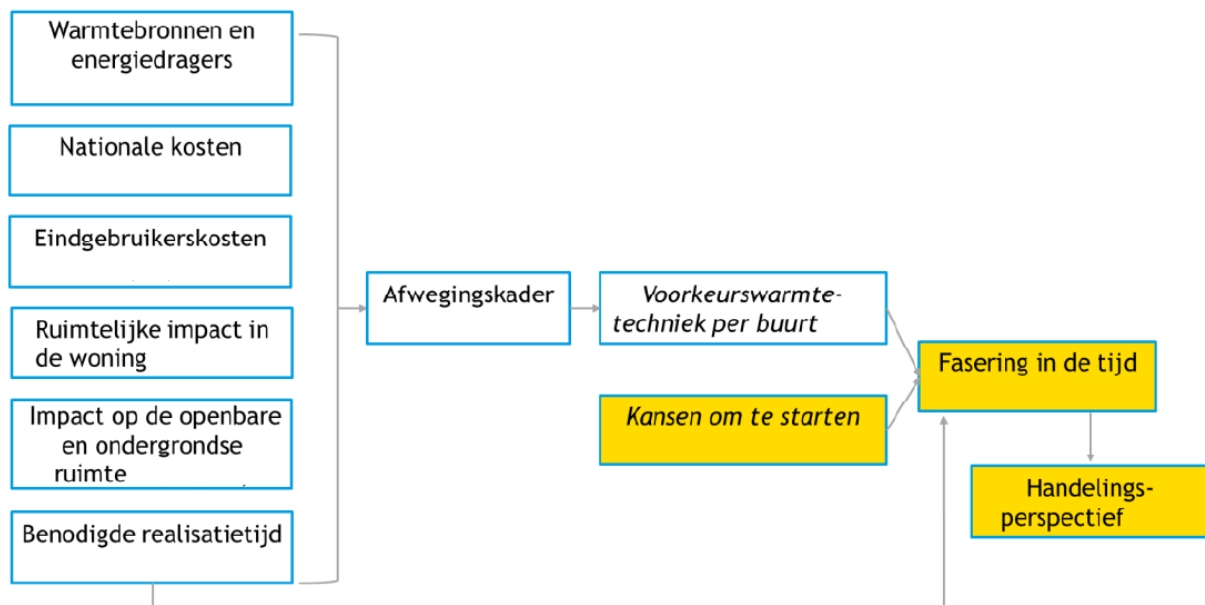 Warmtebronnen en
energiedragers
Nationale kosten
Eindgebruikerskosten
Ruimtelijke impact in
de woning
Impact op de openbare
en ondergrondse
ruimte
Benodigde realisatietijd
Afwegingskader
Voorkeurswarmte-
techniek per buurt
Kansen om te starten
Fasering in de tijd
Handelings-
perspectief